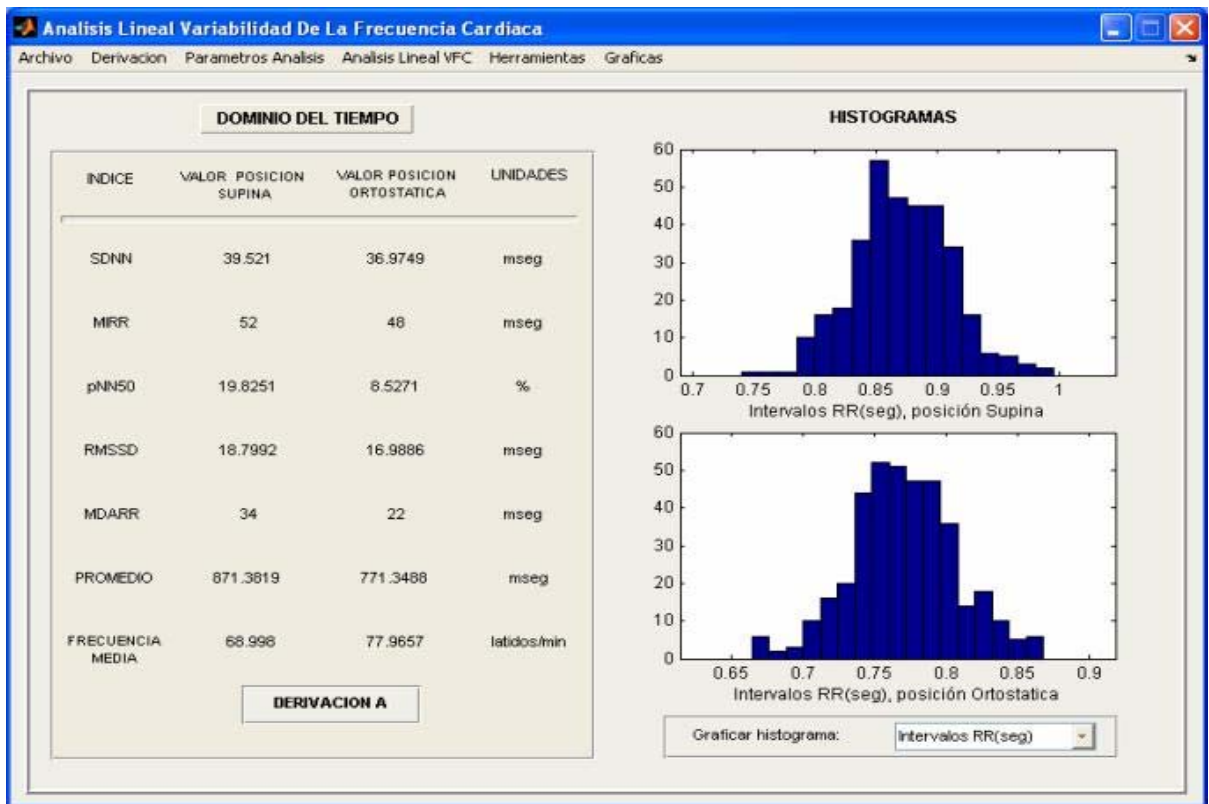 Analisis Lineal Variabilidad De La Frecuencia Cardiaca
Archivo Derivacion Parametros Analisis Analisis Lineal VFC Herramientas Graficas
DOMINIO DEL TIEMPO
INDICE VALOR POSICION SUPINA VALOR POSICION ORTOSTATICA UNIDADES
SDNN 39.521 36.9749 mseg
MIRR 52 48 mseg
pNN50 19.8251 8.5271 %
RMSSD 18.7992 16.9886 mseg
MDARR 34 22 mseg
PROMEDIO 871.3819 771.3488 mseg
FRECUENCIA MEDIA 68.998 77.9657 latidos/min
DERIVACION A
HISTOGRAMAS
60
50
40
30
20
10
0
0.7 0.75 0.8 0.85 0.9 0.95 1
Intervalos RR(seg), posición Supina
60
50
40
30
20
10
0
0.65 0.7 0.75 0.8 0.85 0.9
Intervalos RR(seg), posición Ortostatica
Graficar histograma: Intervalos RR(seg)